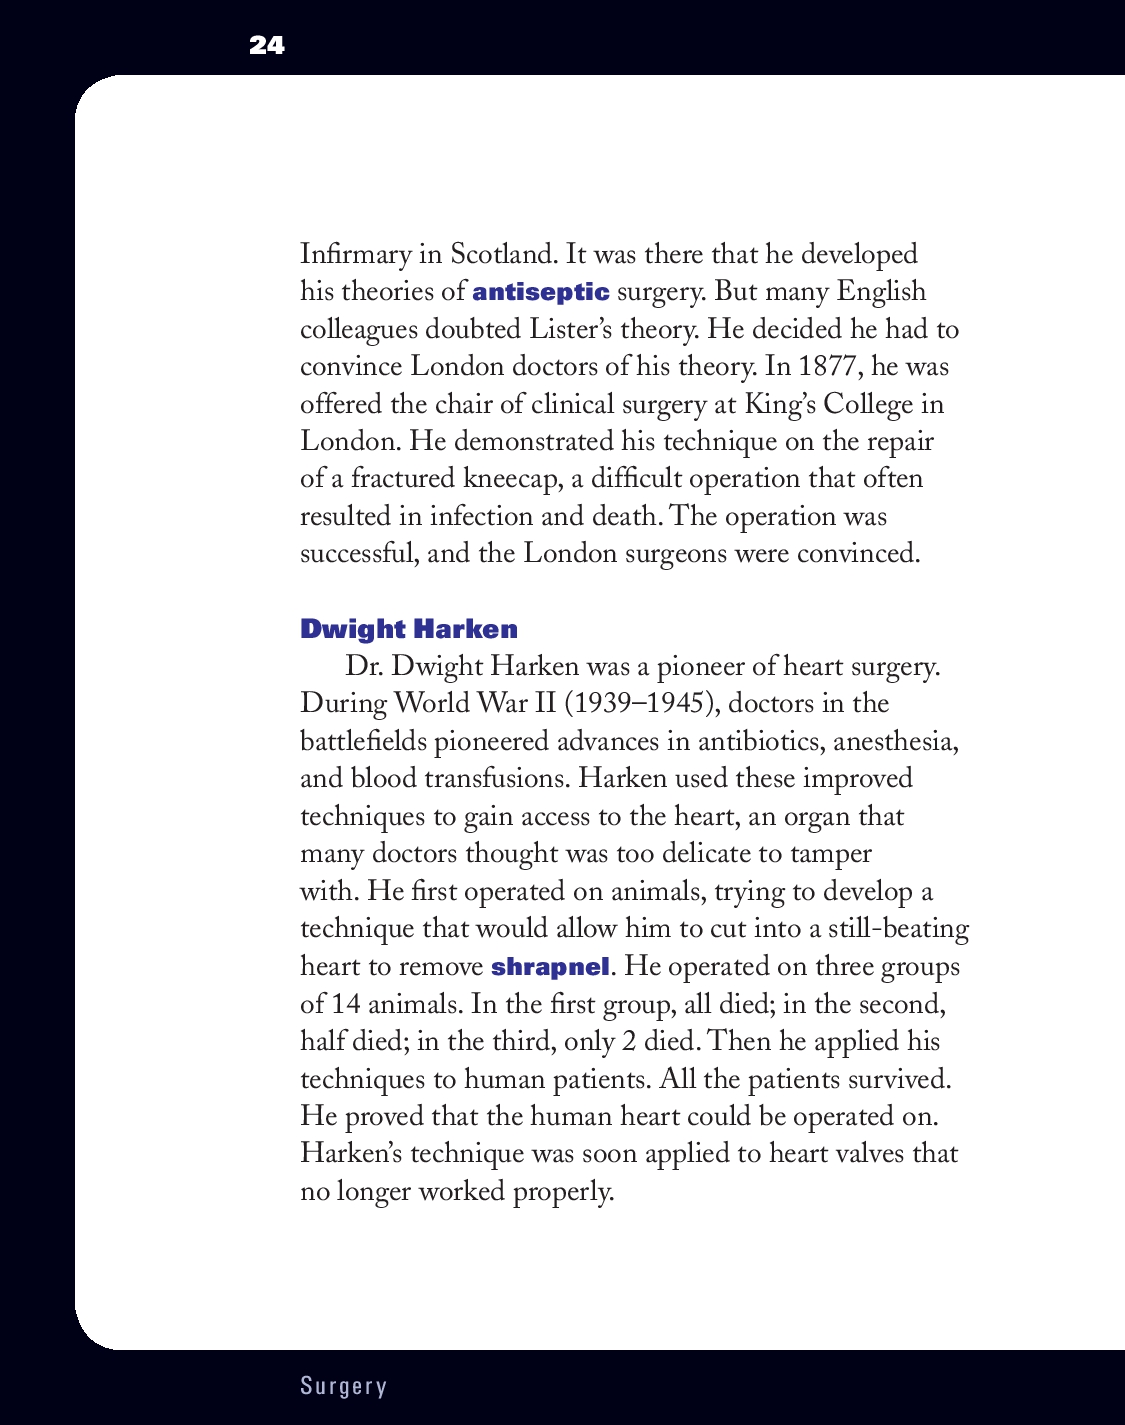 24
Infirmary in Scotland. It was there that he developed
his theories of antiseptic surgery. But many English
colleagues doubted Lister’s theory. He decided he had to
convince London doctors of his theory. In 1877, he was
offered the chair of clinical surgery at King’s College in
London. He demonstrated his technique on the repair
of a fractured kneecap, a difficult operation that often
resulted in infection and death. The operation was
successful, and the London surgeons were convinced.
Dwight Harken
Dr. Dwight Harken was a pioneer of heart surgery.
During World War II (1939–1945), doctors in the
battlefields pioneered advances in antibiotics, anesthesia,
and blood transfusions. Harken used these improved
techniques to gain access to the heart, an organ that
many doctors thought was too delicate to tamper
with. He first operated on animals, trying to develop a
technique that would allow him to cut into a still-beating
heart to remove shrapnel. He operated on three groups
of 14 animals. In the first group, all died; in the second,
half died; in the third, only 2 died. Then he applied his
techniques to human patients. All the patients survived.
He proved that the human heart could be operated on.
Harken’s technique was soon applied to heart valves that
no longer worked properly.
Surgery